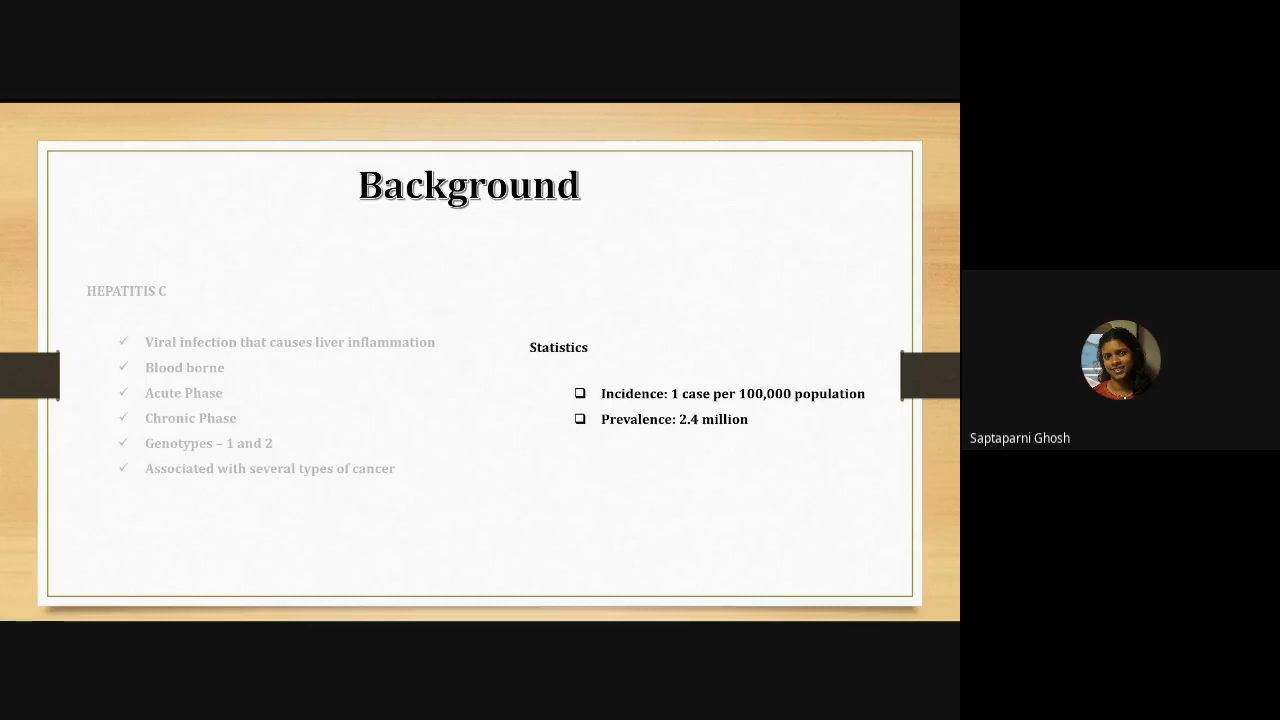 Background
HEPATITIS C
Viral infection that causes liver inflammation
Blood borne
Acute Phase
Chronic Phase
Genotypes – 1 and 2
Associated with several types of cancer
Statistics
Incidence: 1 case per 100,000 population
Prevalence: 2.4 million
Saptaparni Ghosh